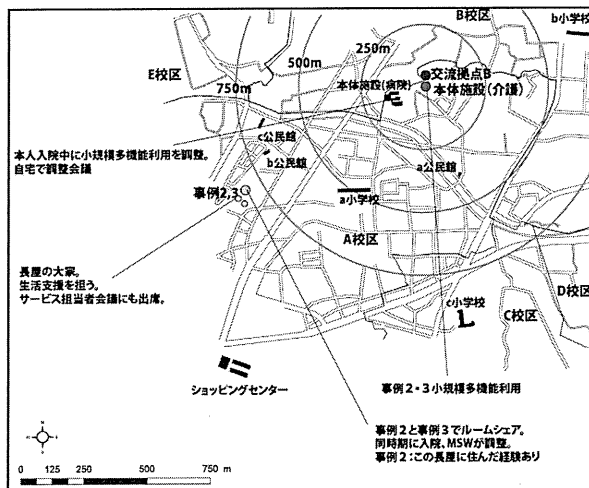 B校区
b小学校
250m
500m
E校区
750m
交流拠点B
本体施設(介護)
本体施設(病院)
c公民館
本人入院中に小規模多機能利用を調整。
自宅で調整会議
b公民館
a公民館
事例2,3
a小学校
A校区
長屋の大家。
生活支援を担う。
サービス担当者会議にも出席。
D校区
c小学校
C校区
ショッピングセンター
事例2・3小規模多機能利用
事例2と事例3でルームシェア。
同時期に入院、MSWが調整。
事例2:この長屋に住んだ経験あり
0 125 250 500 750 m